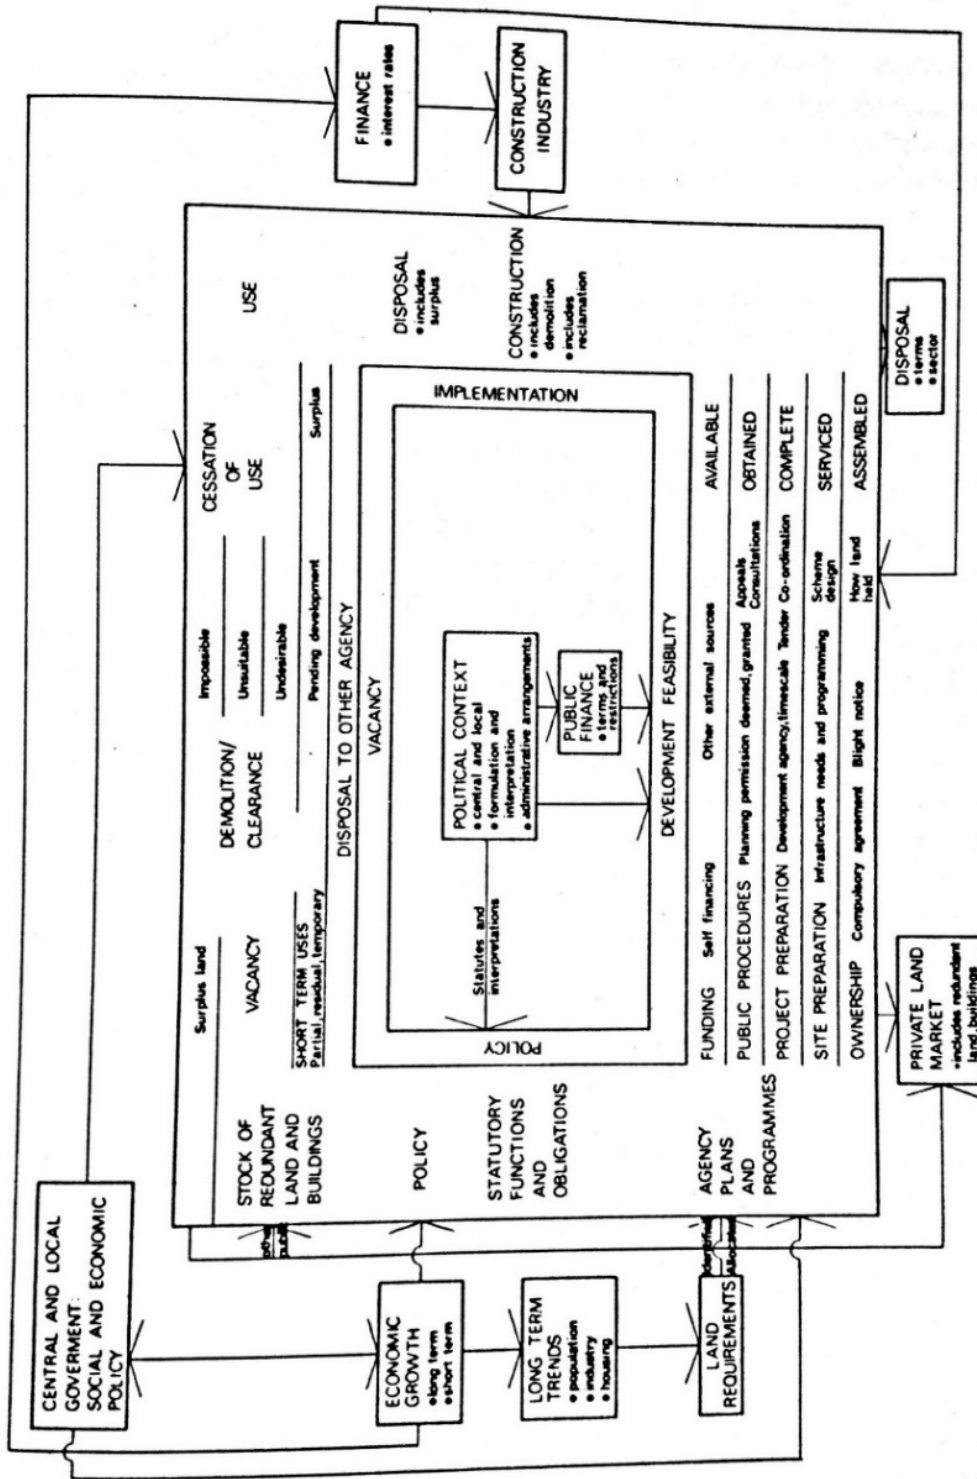 CENTRAL AND LOCAL
GOVERMENT:
SOCIAL AND ECONOMIC
POLICY
ECONOMIC
GROWTH
• long term
• short term
LONG TERM
TRENDS
• population
• industry
• housing
LAND
REQUIREMENTS
Surplus land
other
public
identified
Allocated
STOCK OF
REDUNDANT
LAND AND
BUILDINGS
POLICY
STATUTORY
FUNCTIONS
AND
OBLIGATIONS
AGENCY
PLANS
AND
PROGRAMMES
VACANCY
DEMOLITION/
CLEARANCE
Impossible
Unsuitable
Undesirable
CESSATION
OF
USE
USE
SHORT TERM USES
Partial, residual, temporary
Pending development
Surplus
DISPOSAL TO OTHER AGENCY
VACANCY
POLICY
IMPLEMENTATION
DEVELOPMENT FEASIBILITY
Statutes and
interpretations
POLITICAL CONTEXT
• central and local
• formulation and
interpretation
• administrative arrangements
PUBLIC
FINANCE
• terms and
restrictions
DISPOSAL
• includes
surplus
CONSTRUCTION
• includes
demolition
• includes
reclamation
FUNDING Self financing Other external sources AVAILABLE
PUBLIC PROCEDURES Planning permission deemed, granted Appeals
Consultations OBTAINED
PROJECT PREPARATION Development agency, timescale Tender Co-ordination COMPLETE
SITE PREPARATION Infrastructure needs and programming Scheme
design SERVICED
OWNERSHIP Compulsory agreement Blight notice How land
held ASSEMBLED
FINANCE
• interest rates
CONSTRUCTION
INDUSTRY
DISPOSAL
• terms
• sector
PRIVATE LAND
MARKET
• includes redundant
land, buildings